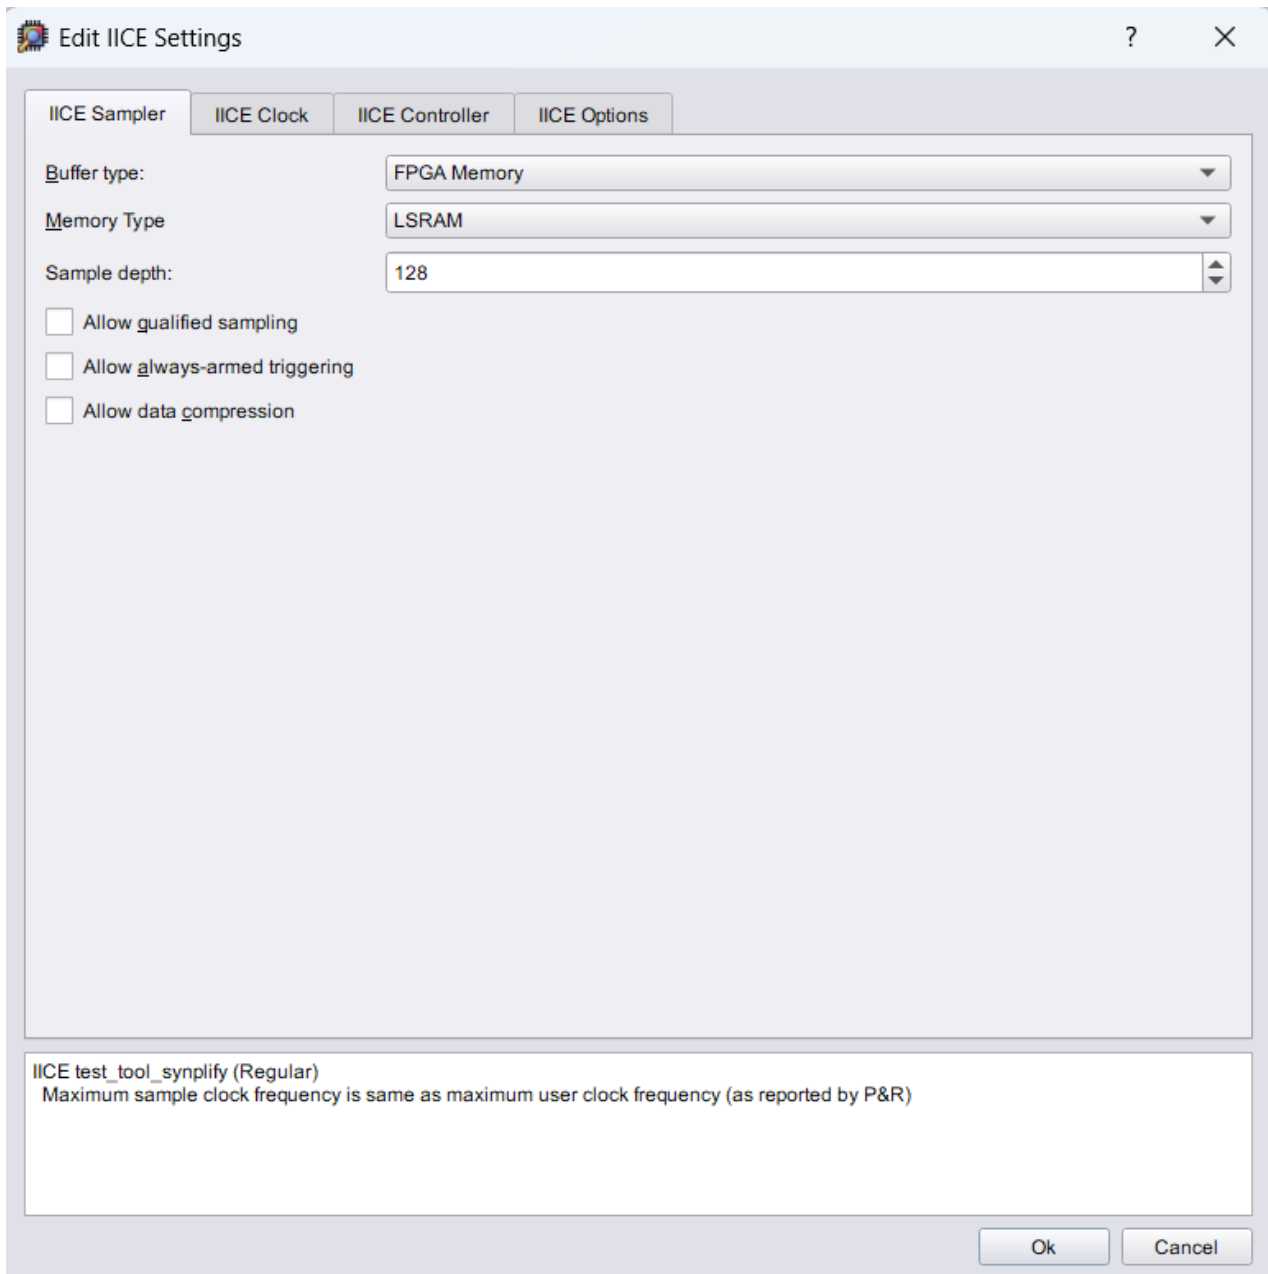 Edit IICE Settings
?
IICE Sampler IICE Clock IICE Controller IICE Options
Buffer type: FPGA Memory
Memory Type LSRAM
Sample depth: 128
Allow qualified sampling
Allow always-armed triggering
Allow data compression
IICE test_tool_synplify (Regular)
Maximum sample clock frequency is same as maximum user clock frequency (as reported by P&R)
Ok Cancel